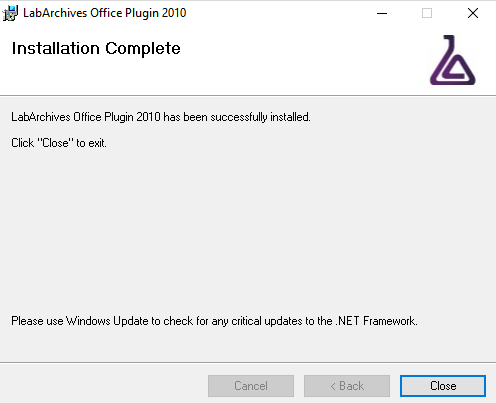 LabArchives Office Plugin 2010
Installation Complete
LabArchives Office Plugin 2010 has been successfully installed.
Click "Close" to exit.
Please use Windows Update to check for any critical updates to the .NET Framework.
Cancel
< Back
Close